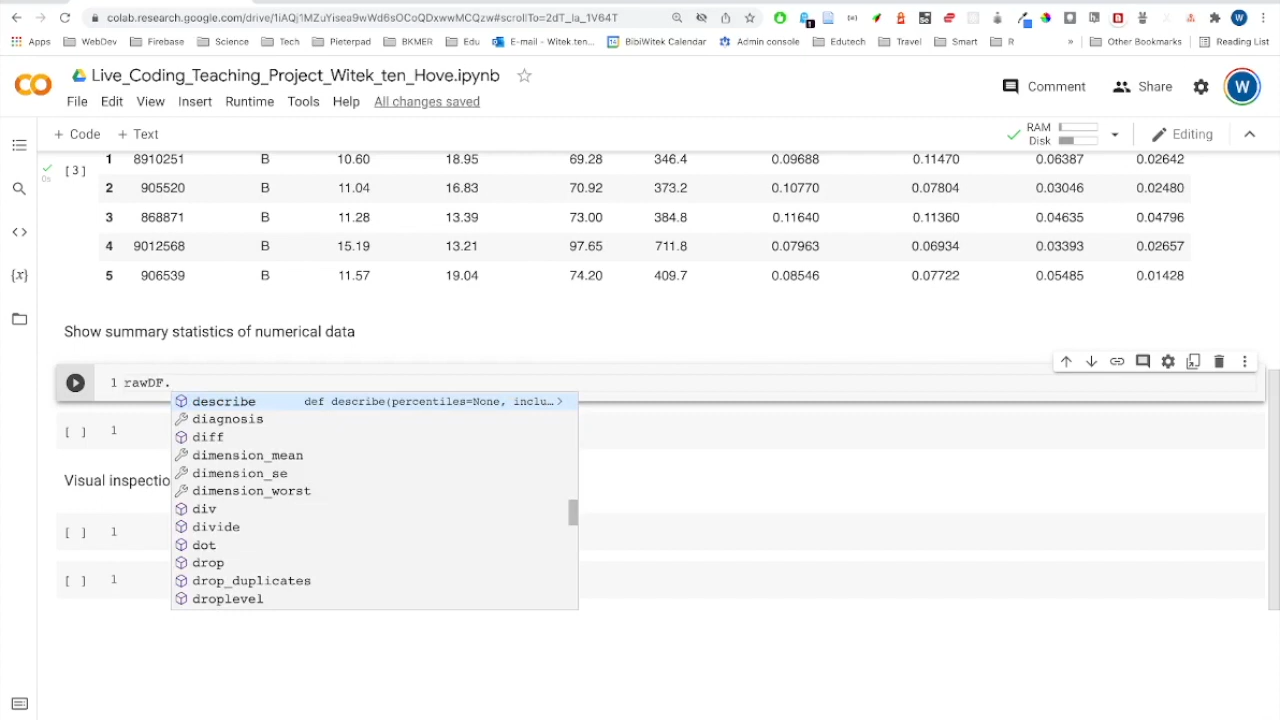 colab.research.google.com/drive/1iAQj1MZuYisea9wWd6sOCoQDxwwMCQzw#scrollTo=2dT_la_1V64T
W
Apps WebDev Firebase Science Tech Pieterpad BKMER Edu E-mail – Witek.ten... BibiWitek Calendar Admin console Edutech Travel Smart R » Other Bookmarks Reading List
Live_Coding_Teaching_Project_Witek_ten_Hove.ipynb
Comment Share W
File Edit View Insert Runtime Tools Help All changes saved
+ Code + Text
RAM
Disk
Editing
[3]
1 8910251 B 10.60 18.95 69.28 346.4 0.09688 0.11470 0.06387 0.02642
2 905520 B 11.04 16.83 70.92 373.2 0.10770 0.07804 0.03046 0.02480
3 868871 B 11.28 13.39 73.00 384.8 0.11640 0.11360 0.04635 0.04796
4 9012568 B 15.19 13.21 97.65 711.8 0.07963 0.06934 0.03393 0.02657
5 906539 B 11.57 19.04 74.20 409.7 0.08546 0.07722 0.05485 0.01428
0s
{x}
Show summary statistics of numerical data
1 rawDF.
describe def describe(percentiles=None, inclu…>
diagnosis
diff
dimension_mean
dimension_se
dimension_worst
div
divide
dot
drop
drop_duplicates
droplevel
[ ] 1
Visual inspectio
[ ] 1
[ ] 1